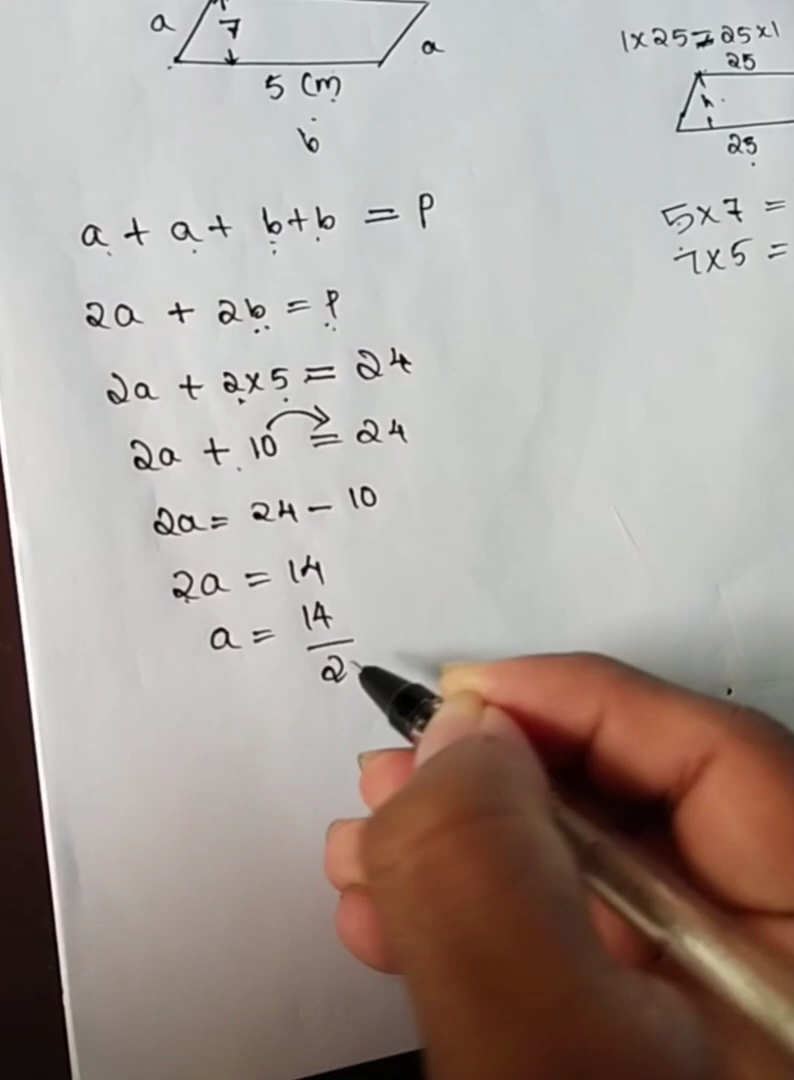 a 7 a
5 cm
b
a + a + b+b = P
2a + 2b = P
2a + 2x5 = 24
2a + 10 = 24
2a = 24 - 10
2a = 14
a = 14
2
1x25=25x1
25
h
25
5x7 =
7x5 =